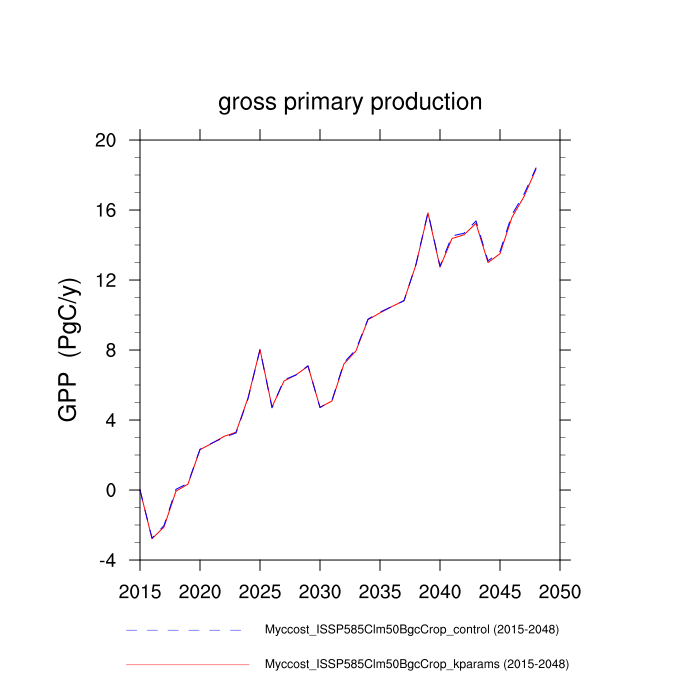 gross primary production
20
16
12
8
4
0
-4
GPP (PgC/y)
2015 2020 2025 2030 2035 2040 2045 2050
Myccost_ISSP585Clm50BgcCrop_control (2015-2048)
Myccost_ISSP585Clm50BgcCrop_kparams (2015-2048)